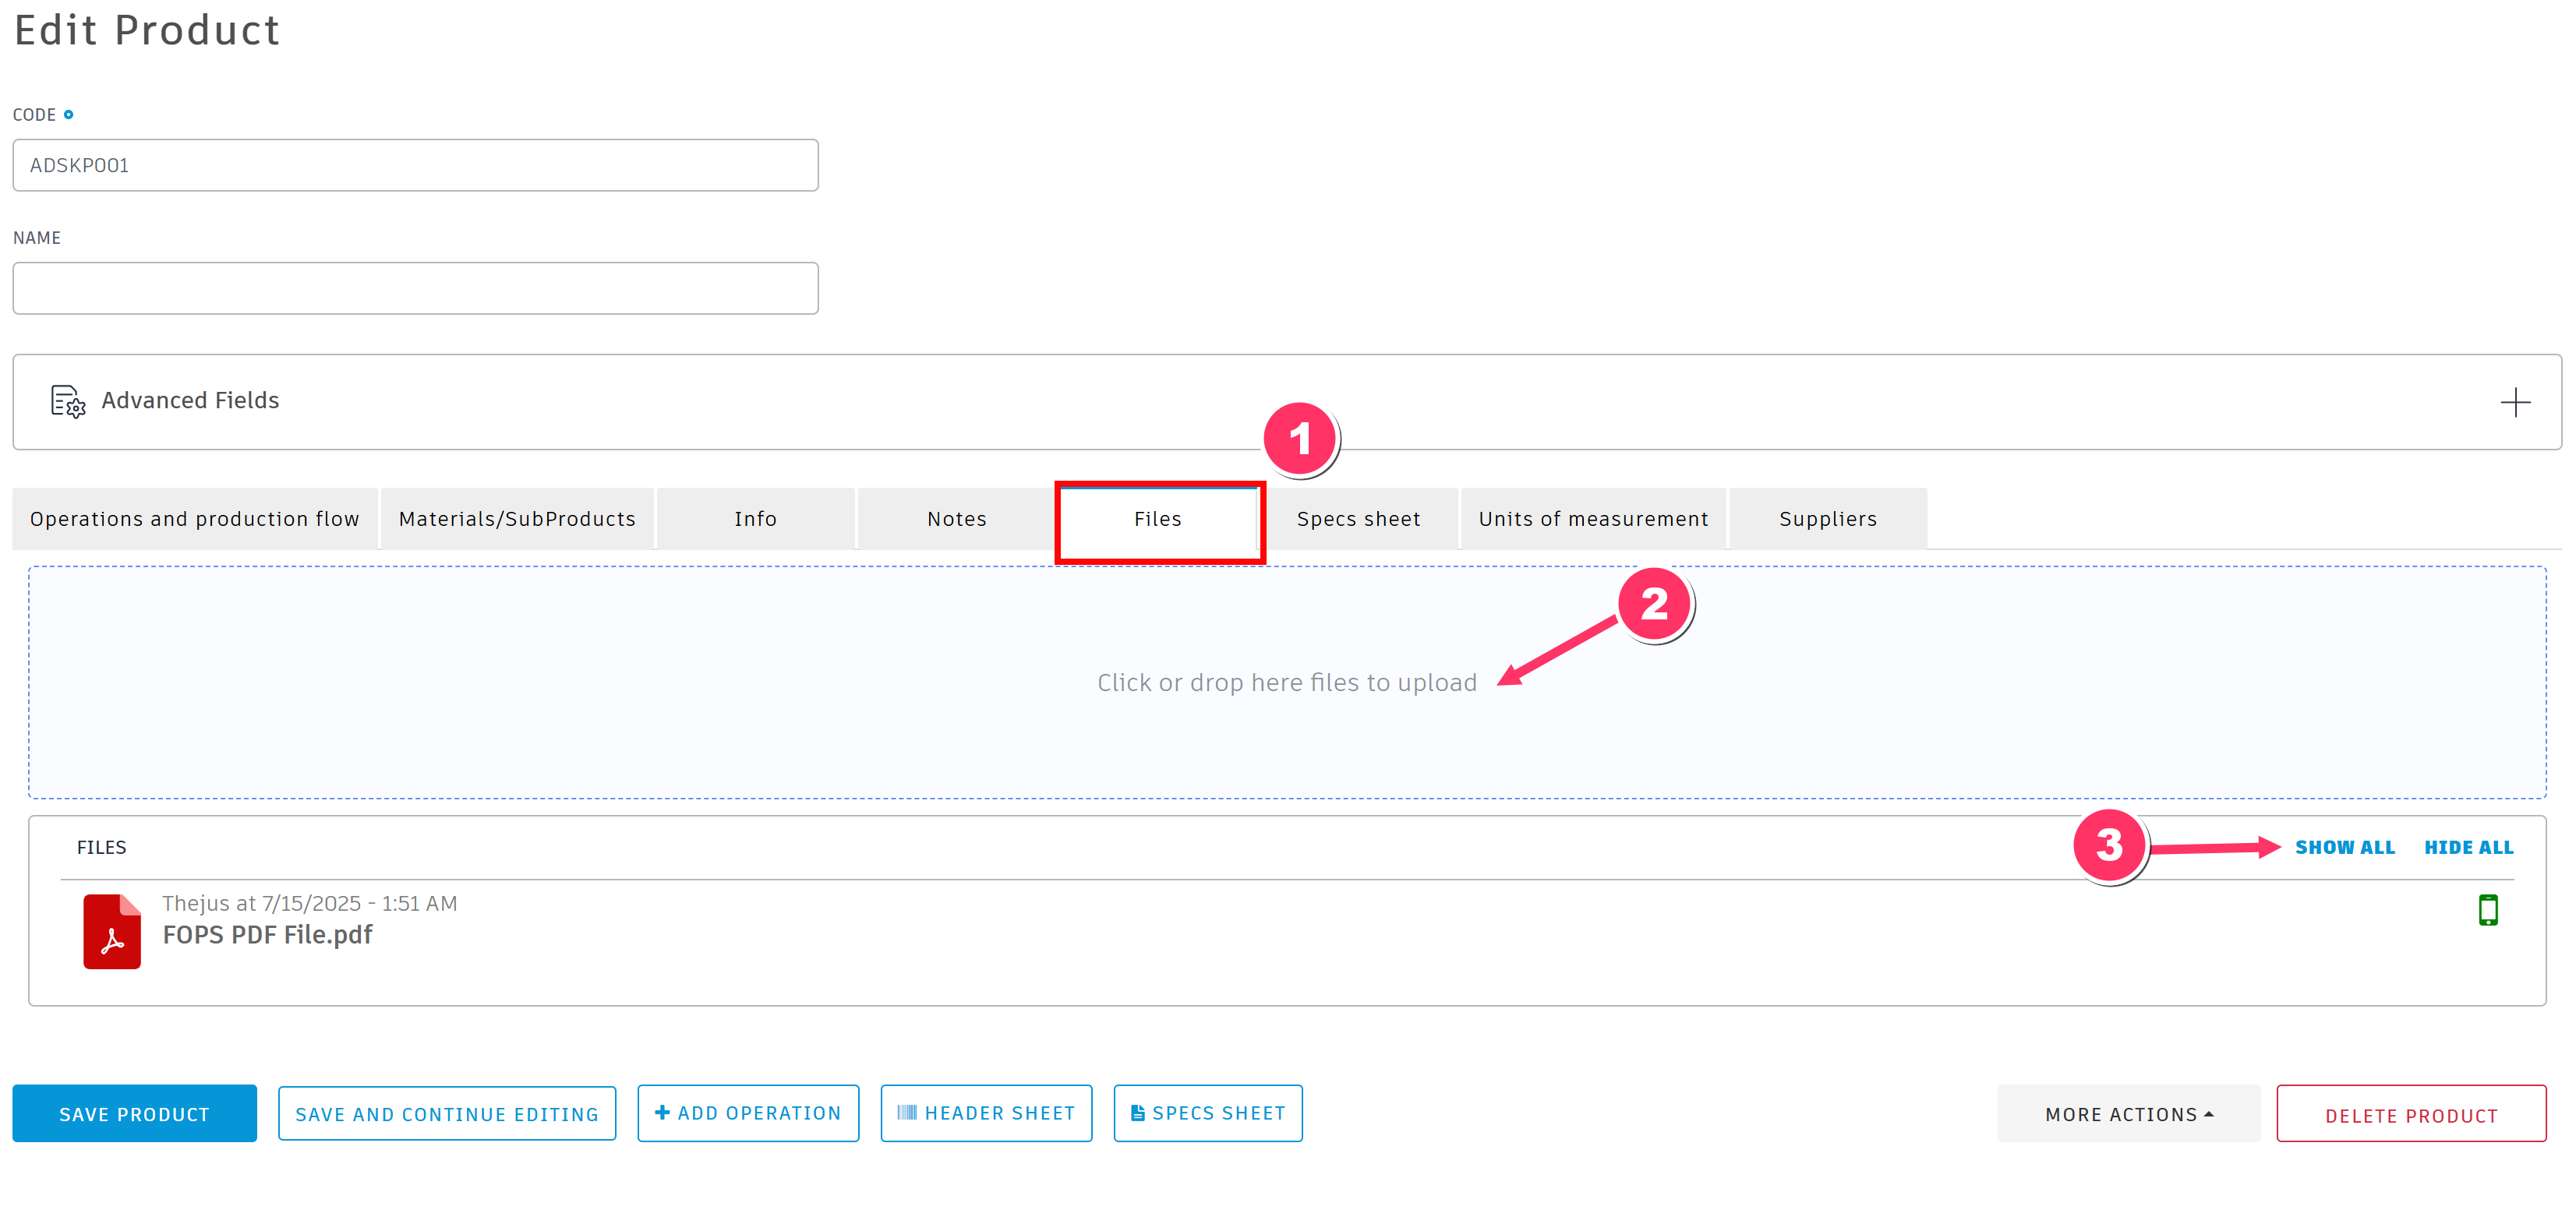 Edit Product
CODE
ADSKP001
NAME
Advanced Fields
1
Operations and production flow Materials/SubProducts Info Notes Files Specs sheet Units of measurement Suppliers
2
Click or drop here files to upload
FILES 3 SHOW ALL HIDE ALL
Thejus at 7/15/2025 - 1:51 AM
FOPS PDF File.pdf
SAVE PRODUCT SAVE AND CONTINUE EDITING ADD OPERATION HEADER SHEET SPECS SHEET MORE ACTIONS DELETE PRODUCT